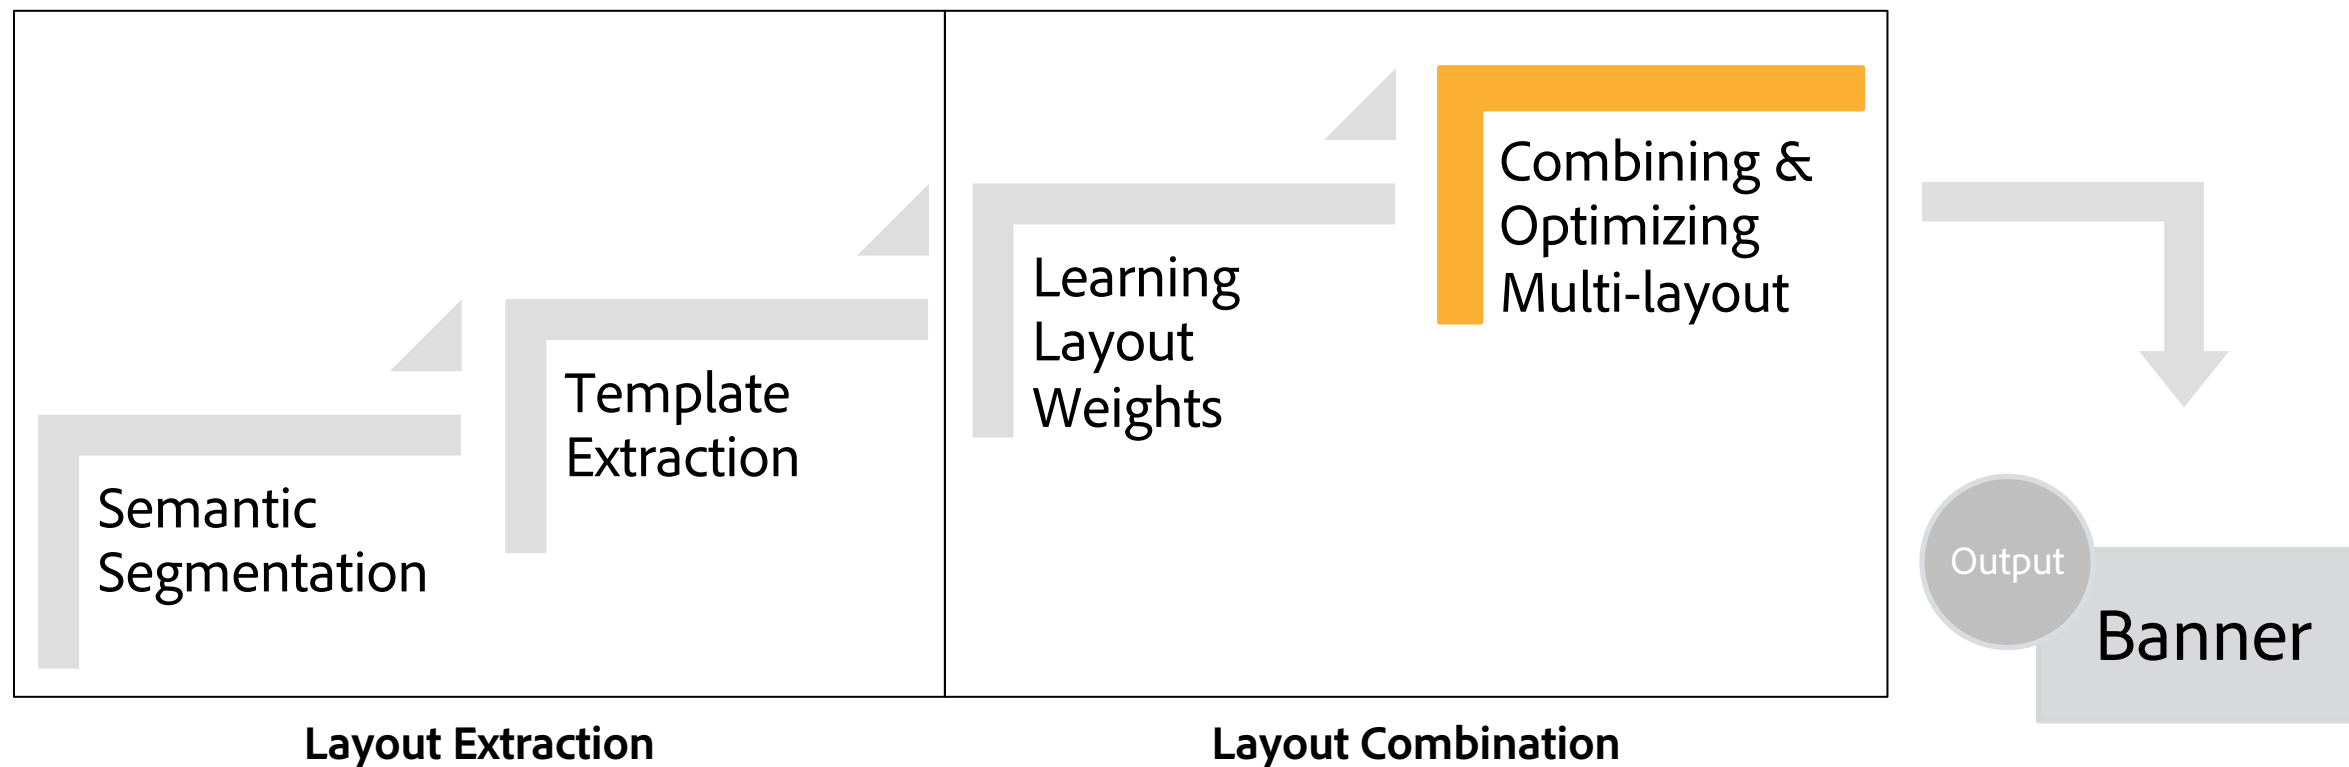 Semantic
Segmentation
Template
Extraction
Learning
Layout
Weights
Combining &
Optimizing
Multi-layout
Output
Banner
Layout Extraction
Layout Combination